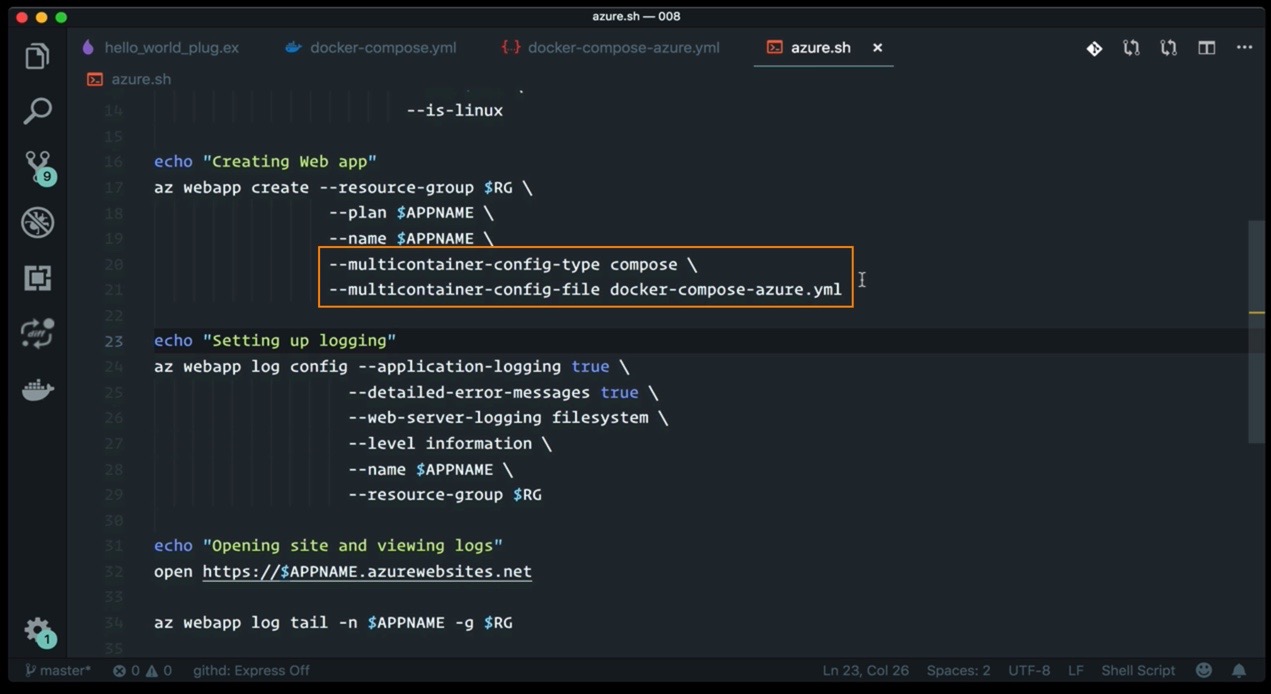 azure.sh — 008
hello_world_plug.ex
docker-compose.yml
docker-compose-azure.yml
azure.sh
azure.sh
14 --is-linux
15
16 echo "Creating Web app"
17 az webapp create --resource-group $RG \
18 --plan $APPNAME \
19 --name $APPNAME \
20 --multicontainer-config-type compose \
21 --multicontainer-config-file docker-compose-azure.yml
22
23 echo "Setting up logging"
24 az webapp log config --application-logging true \
25 --detailed-error-messages true \
26 --web-server-logging filesystem \
27 --level information \
28 --name $APPNAME \
29 --resource-group $RG
30
31 echo "Opening site and viewing logs"
32 open https://$APPNAME.azurewebsites.net
33
34 az webapp log tail -n $APPNAME -g $RG
35
9
diff
1
master* 0 0 githd: Express Off Ln 23, Col 26 Spaces: 2 UTF-8 LF Shell Script